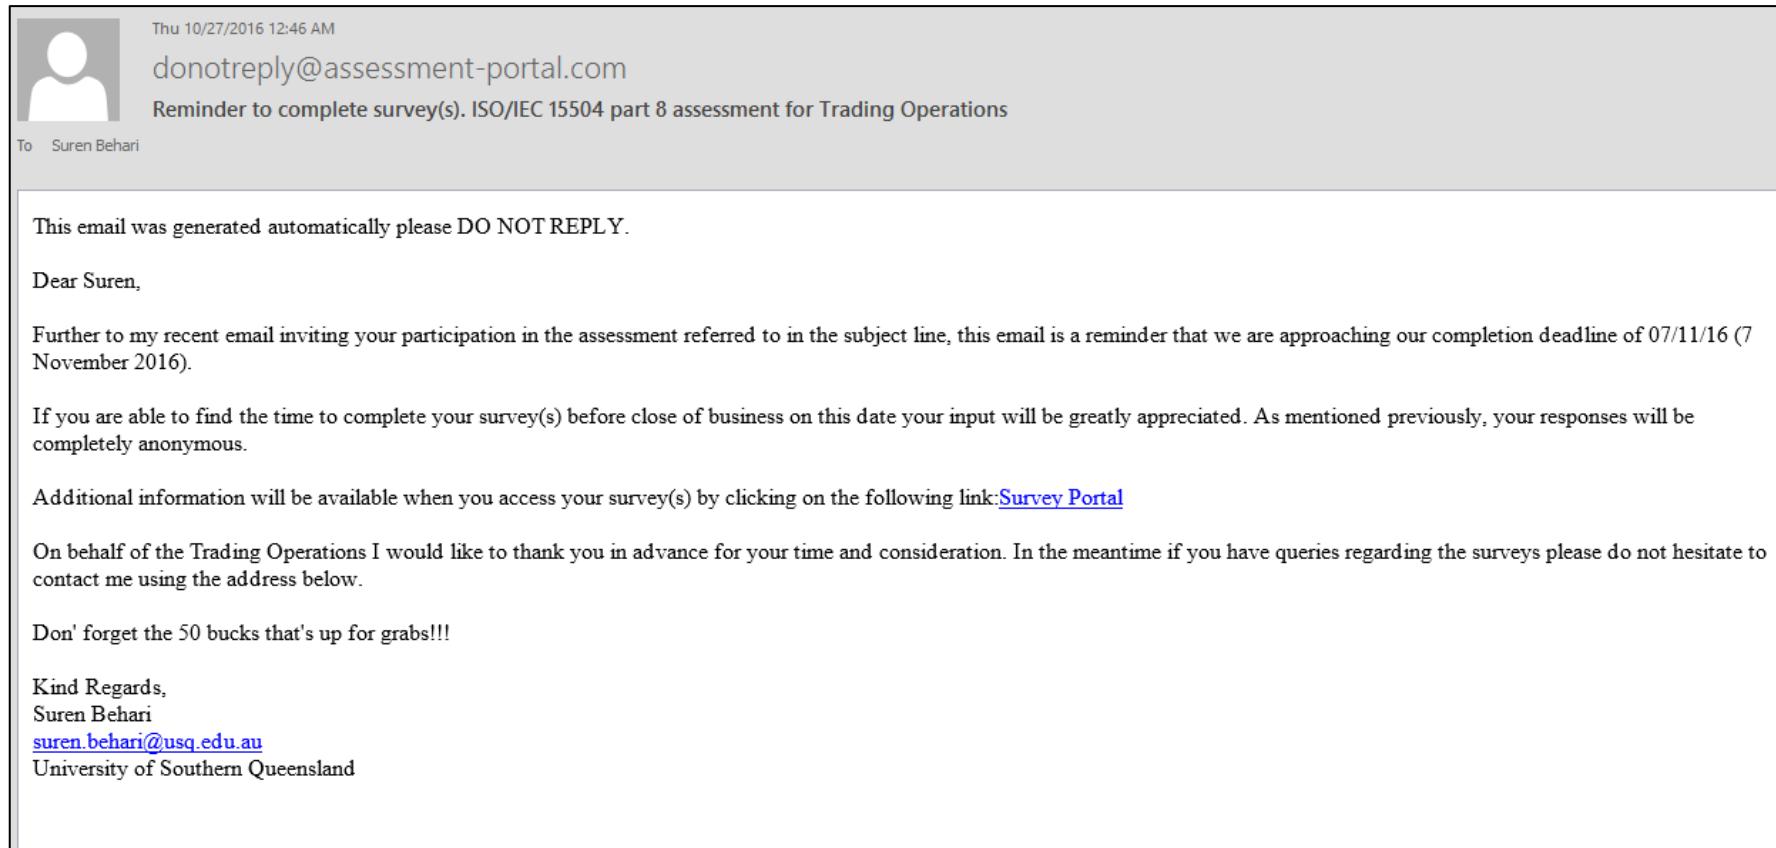 Thu 10/27/2016 12:46 AM
donotreply@assessment-portal.com
Reminder to complete survey(s). ISO/IEC 15504 part 8 assessment for Trading Operations
To Suren Behari
This email was generated automatically please DO NOT REPLY.
Dear Suren,
Further to my recent email inviting your participation in the assessment referred to in the subject line, this email is a reminder that we are approaching our completion deadline of 07/11/16 (7
November 2016).
If you are able to find the time to complete your survey(s) before close of business on this date your input will be greatly appreciated. As mentioned previously, your responses will be
completely anonymous.
Additional information will be available when you access your survey(s) by clicking on the following link:Survey Portal
On behalf of the Trading Operations I would like to thank you in advance for your time and consideration. In the meantime if you have queries regarding the surveys please do not hesitate to
contact me using the address below.
Don' forget the 50 bucks that's up for grabs!!!
Kind Regards,
Suren Behari
suren.behari@usq.edu.au
University of Southern Queensland